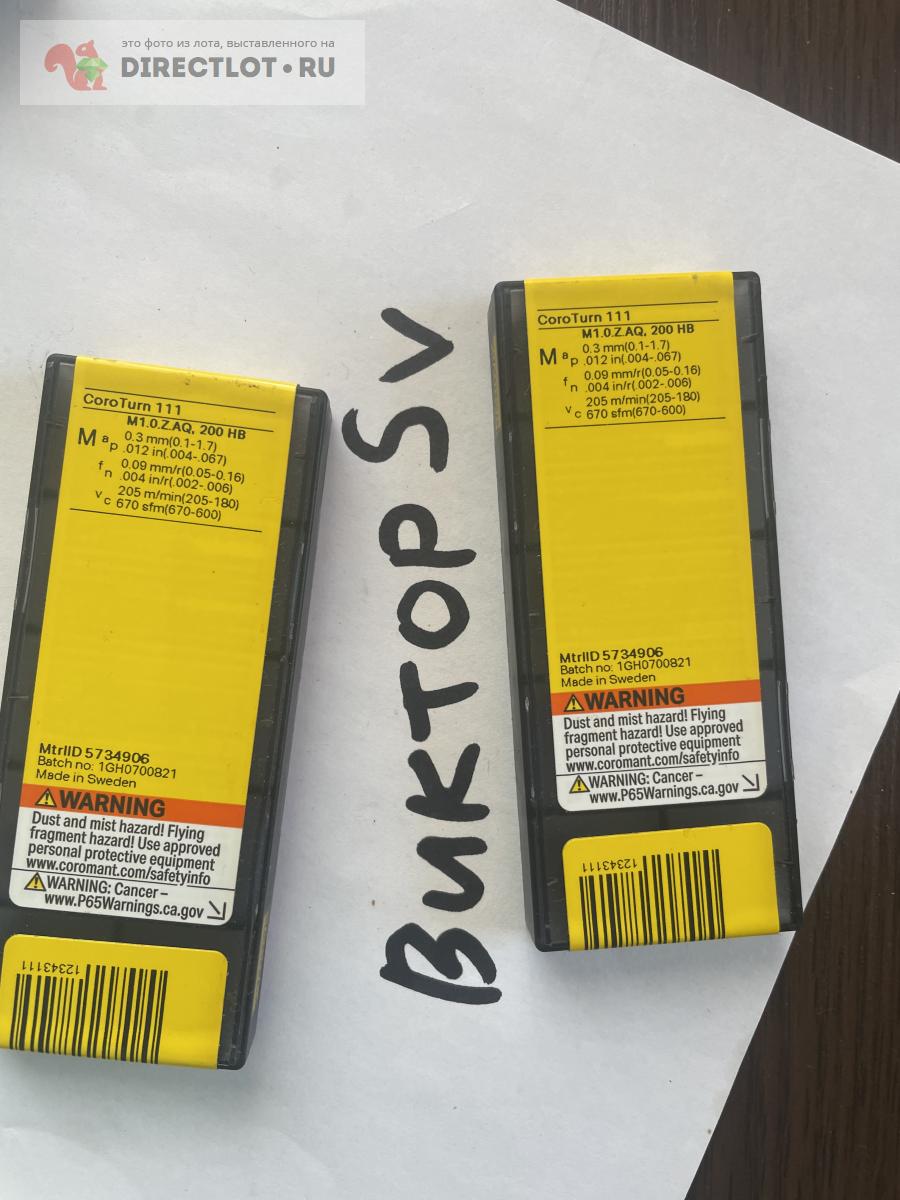 это фото из лота, выставленного на
DIRECTLOT•RU
CoroTurn 111
M1.0.Z.AQ, 200 HB
M ap 0.3 mm(0.1-1.7)
.012 in(.004-.067)
fn 0.09 mm/r(0.05-0.16)
.004 in/r(.002-.006)
vc 205 m/min(205-180)
670 sfm(670-600)
MtrlID 5734906
Batch no: 1GH0700821
Made in Sweden
WARNING
Dust and mist hazard! Flying
fragment hazard! Use approved
personal protective equipment
www.coromant.com/safetyinfo
WARNING: Cancer –
www.P65Warnings.ca.gov
12343111
Виктор SV
CoroTurn 111
M1.0.Z.AQ, 200 HB
M ap 0.3 mm(0.1-1.7)
.012 in(.004-.067)
fn 0.09 mm/r(0.05-0.16)
.004 in/r(.002-.006)
vc 205 m/min(205-180)
670 sfm(670-600)
MtrlID 5734906
Batch no: 1GH0700821
Made in Sweden
WARNING
Dust and mist hazard! Flying
fragment hazard! Use approved
personal protective equipment
www.coromant.com/safetyinfo
WARNING: Cancer –
www.P65Warnings.ca.gov
12343111